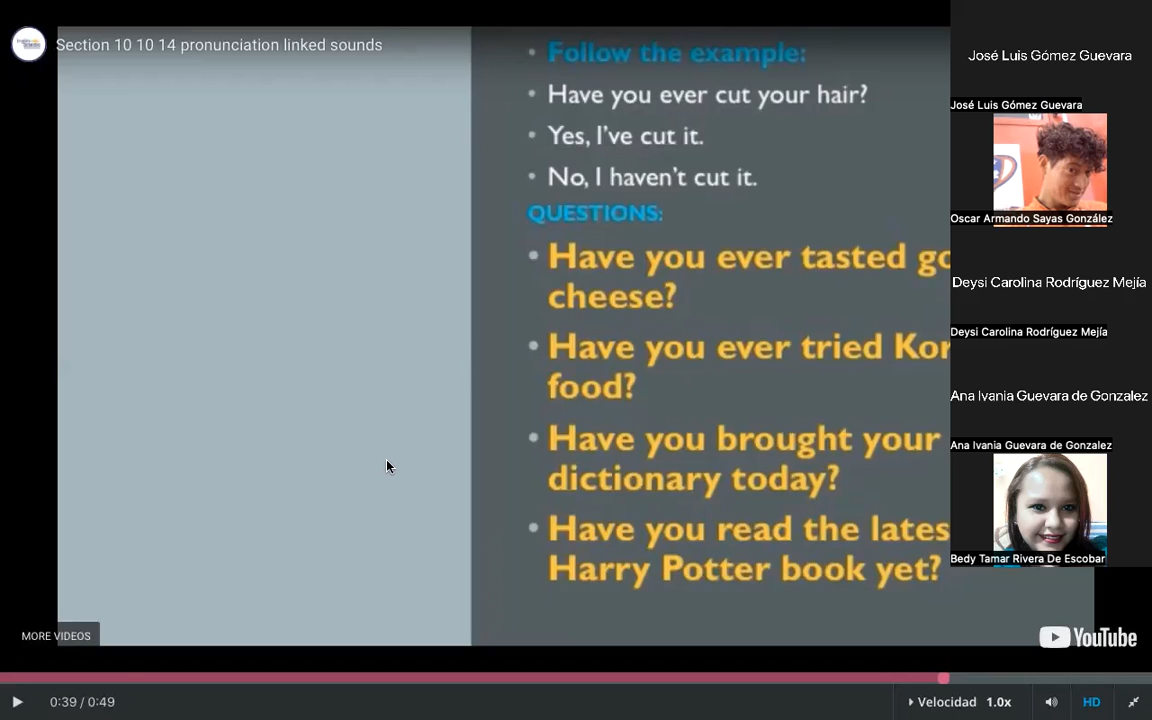 Section 10 10 14 pronunciation linked sounds
Follow the example:
Have you ever cut your hair?
Yes, I've cut it.
No, I haven't cut it.
QUESTIONS:
Have you ever tasted
cheese?
Have you ever tried
food?
Have you brought your
dictionary today?
Have you read the
Harry Potter book yet?
José Luis Gómez Guevara
José Luis Gómez Guevara
Oscar Armando Sayas González
Deysi Carolina Rodríguez Mejía
Deysi Carolina Rodríguez Mejía
Ana Ivania Guevara de Gonzalez
Ana Ivania Guevara de Gonzalez
Bedy Tamar Rivera De Escobar
MORE VIDEOS
YouTube
0:39 / 0:49
Velocidad 1.0x
HD